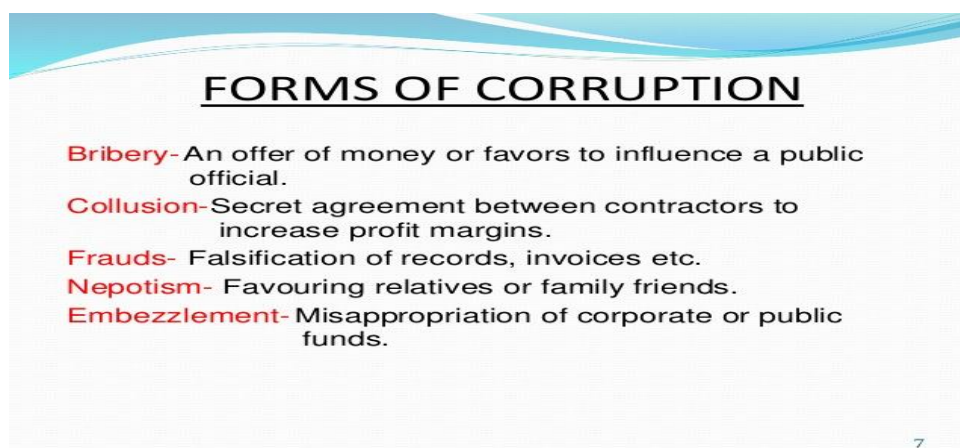 FORMS OF CORRUPTION
Bribery-An offer of money or favors to influence a public
official.
Collusion-Secret agreement between contractors to
increase profit margins.
Frauds- Falsification of records, invoices etc.
Nepotism- Favouring relatives or family friends.
Embezzlement-Misappropriation of corporate or public
funds.
7